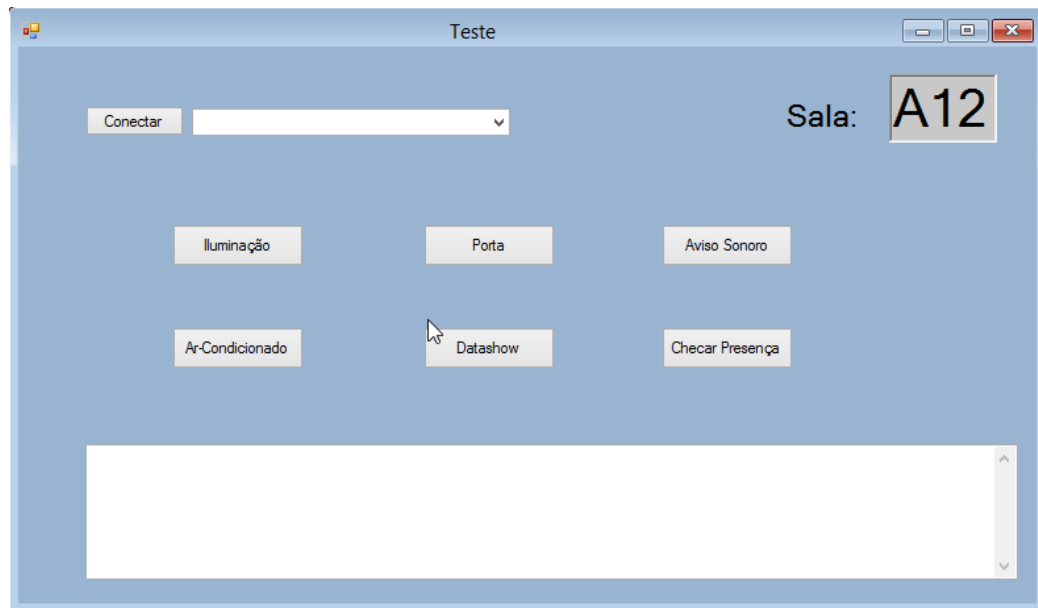 Teste
Conectar
Sala: A12
Iluminação Porta Aviso Sonoro
Ar-Condicionado Datashow Checar Presença